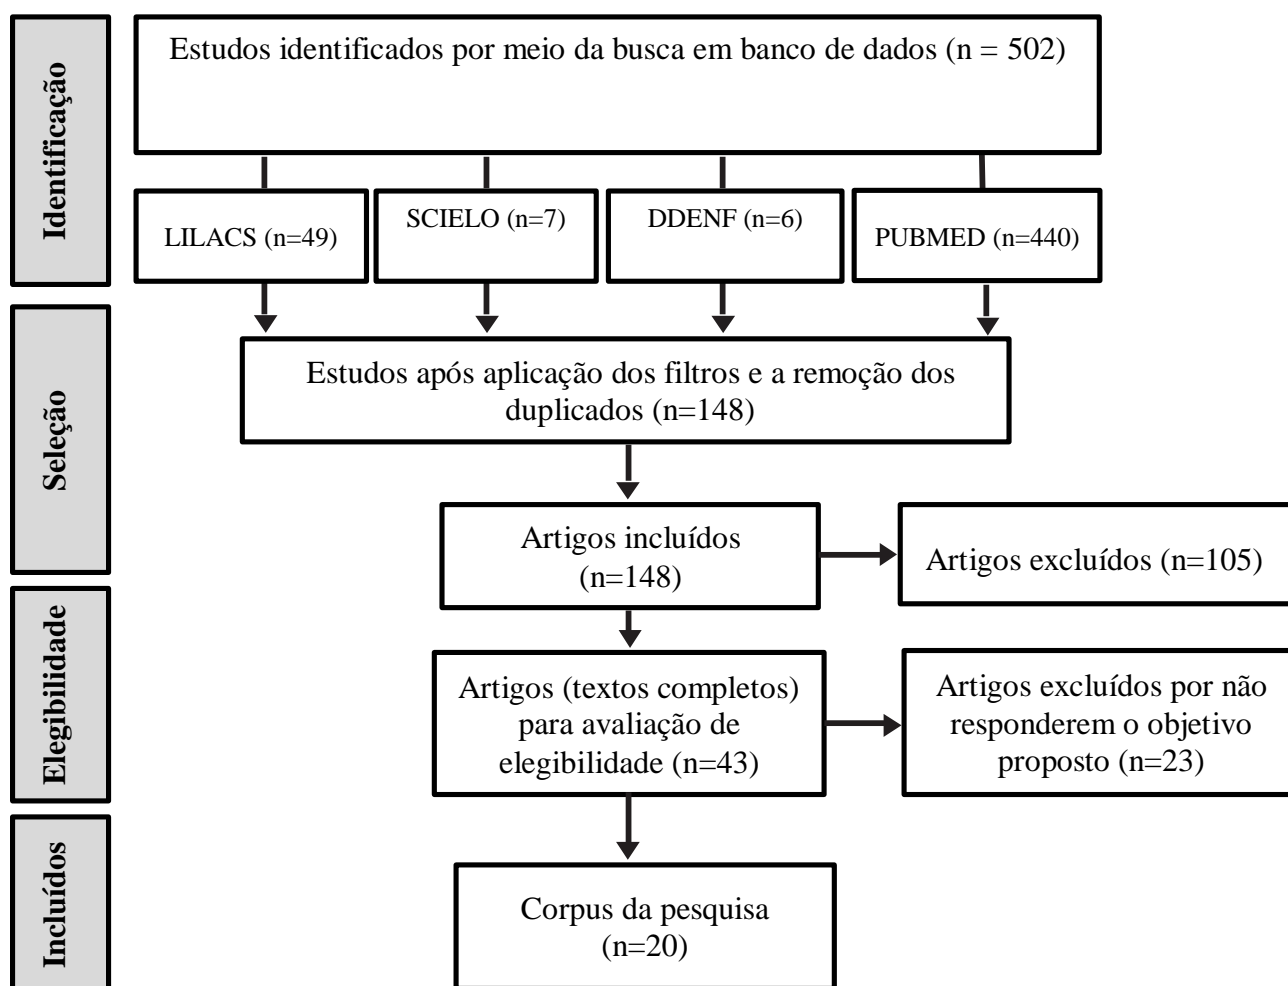 Identificação
Estudos identificados por meio da busca em banco de dados (n = 502)
LILACS (n=49)
SCIELO (n=7)
DDENF (n=6)
PUBMED (n=440)
Seleção
Estudos após aplicação dos filtros e a remoção dos
duplicados (n=148)
Artigos incluídos
(n=148)
Artigos excluídos (n=105)
Elegibilidade
Artigos (textos completos)
para avaliação de
elegibilidade (n=43)
Artigos excluídos por não
responderem o objetivo
proposto (n=23)
Incluídos
Corpus da pesquisa
(n=20)